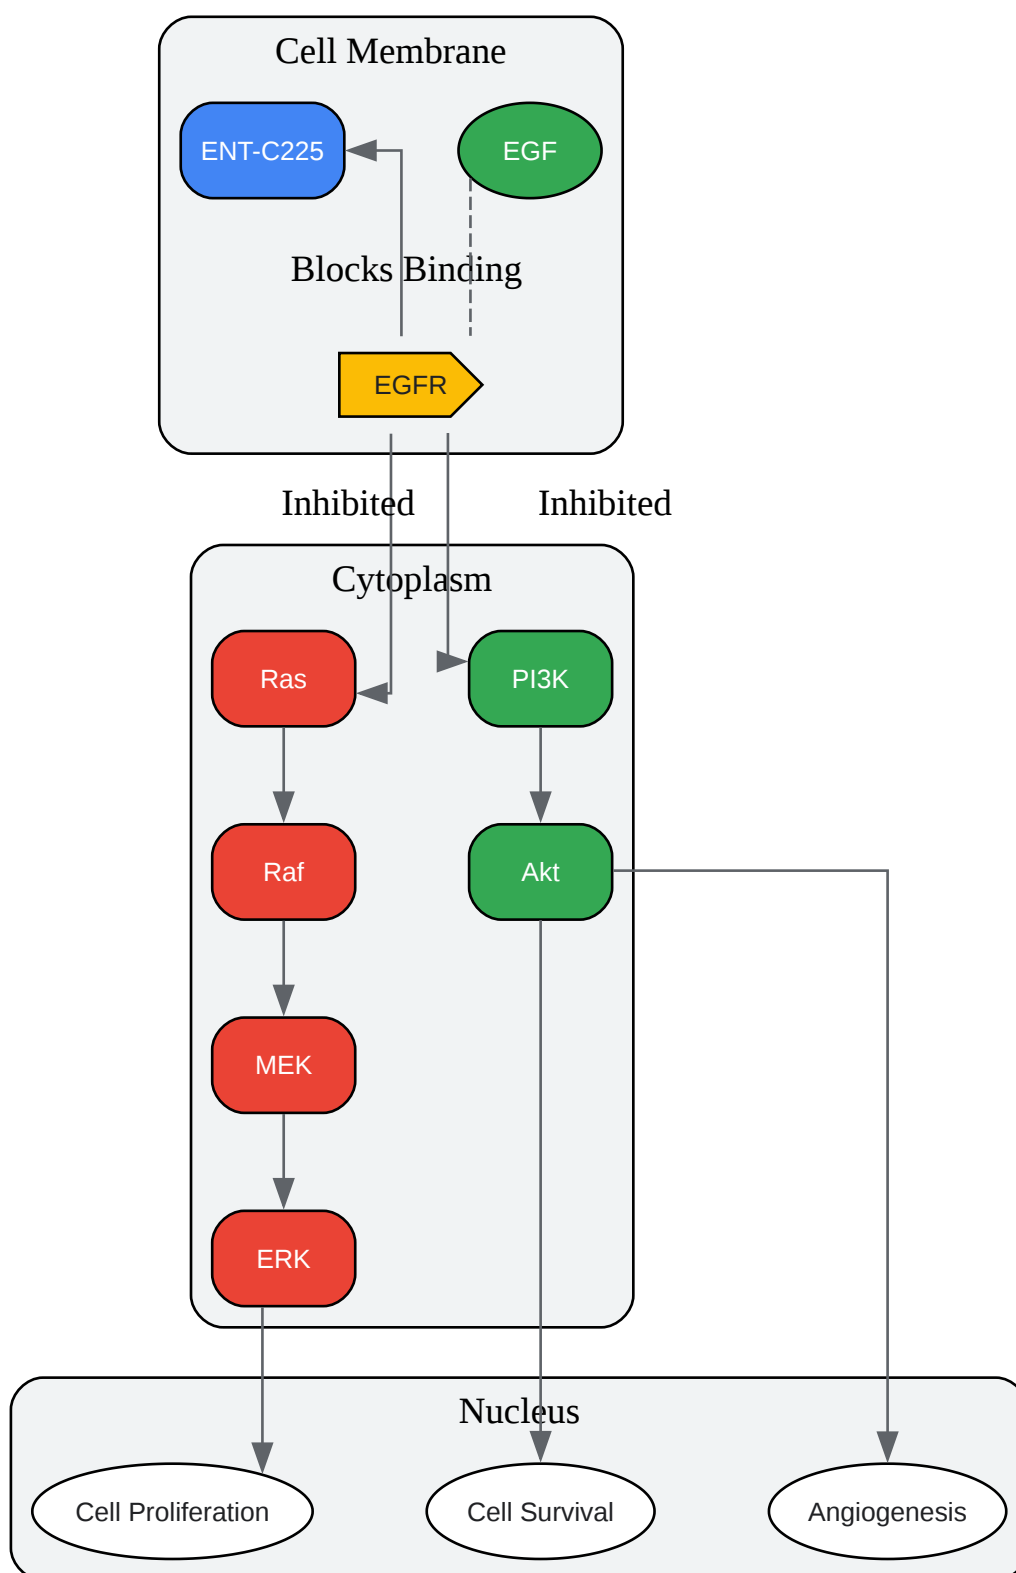 Cell Membrane
ENT-C225
EGF
Blocks Binding
EGFR
Inhibited
Inhibited
Cytoplasm
Ras
PI3K
Raf
Akt
MEK
ERK
Nucleus
Cell Proliferation
Cell Survival
Angiogenesis